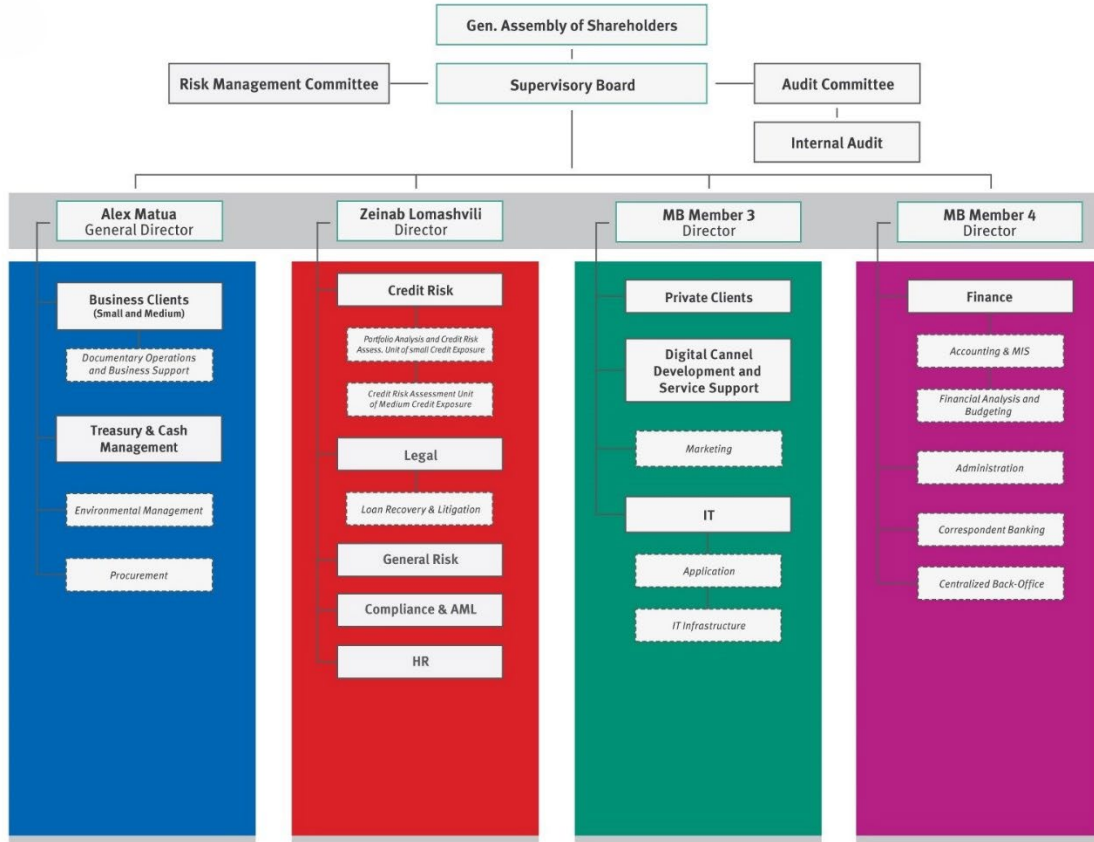 Gen. Assembly of Shareholders
Risk Management Committee
Supervisory Board
Audit Committee
Internal Audit
Alex Matua
General Director
Zeinab Lomashvili
Director
MB Member 3
Director
MB Member 4
Director
Business Clients
(Small and Medium)
Documentary Operations
and Business Support
Treasury & Cash
Management
Environmental Management
Procurement
Credit Risk
Portfolio Analysis and Credit Risk
Assess. Unit of small Credit Exposure
Credit Risk Assessment Unit
of Medium Credit Exposure
Legal
Loan Recovery & Litigation
General Risk
Compliance & AML
HR
Private Clients
Digital Cannel
Development and
Service Support
Marketing
IT
Application
IT Infrastructure
Finance
Accounting & MIS
Financial Analysis and
Budgeting
Administration
Correspondent Banking
Centralized Back-Office